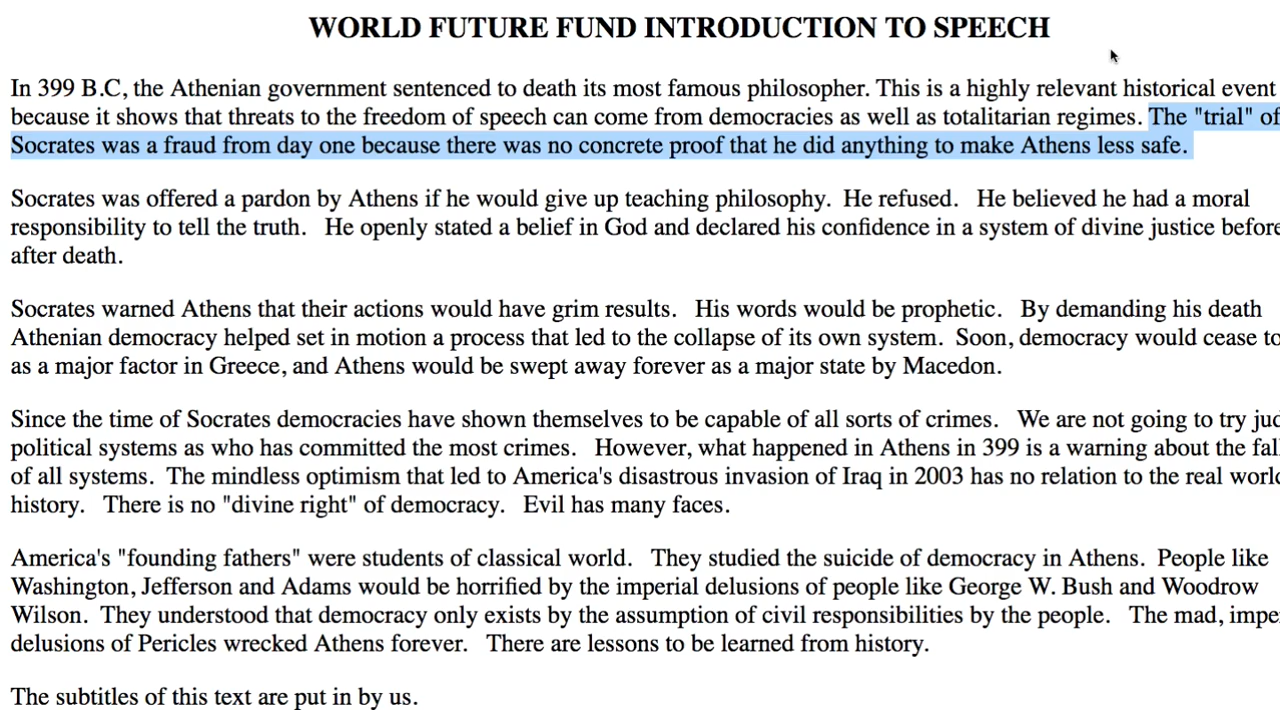 WORLD FUTURE FUND INTRODUCTION TO SPEECH
In 399 B.C, the Athenian government sentenced to death its most famous philosopher. This is a highly relevant historical event
because it shows that threats to the freedom of speech can come from democracies as well as totalitarian regimes. The "trial" of
Socrates was a fraud from day one because there was no concrete proof that he did anything to make Athens less safe.
Socrates was offered a pardon by Athens if he would give up teaching philosophy. He refused. He believed he had a moral
responsibility to tell the truth. He openly stated a belief in God and declared his confidence in a system of divine justice before
after death.
Socrates warned Athens that their actions would have grim results. His words would be prophetic. By demanding his death
Athenian democracy helped set in motion a process that led to the collapse of its own system. Soon, democracy would cease to
as a major factor in Greece, and Athens would be swept away forever as a major state by Macedon.
Since the time of Socrates democracies have shown themselves to be capable of all sorts of crimes. We are not going to try
political systems as who has committed the most crimes. However, what happened in Athens in 399 is a warning about the
of all systems. The mindless optimism that led to America's disastrous invasion of Iraq in 2003 has no relation to the real
history. There is no "divine right" of democracy. Evil has many faces.
America's "founding fathers" were students of classical world. They studied the suicide of democracy in Athens. People like
Washington, Jefferson and Adams would be horrified by the imperial delusions of people like George W. Bush and Woodrow
Wilson. They understood that democracy only exists by the assumption of civil responsibilities by the people. The mad,
delusions of Pericles wrecked Athens forever. There are lessons to be learned from history.
The subtitles of this text are put in by us.